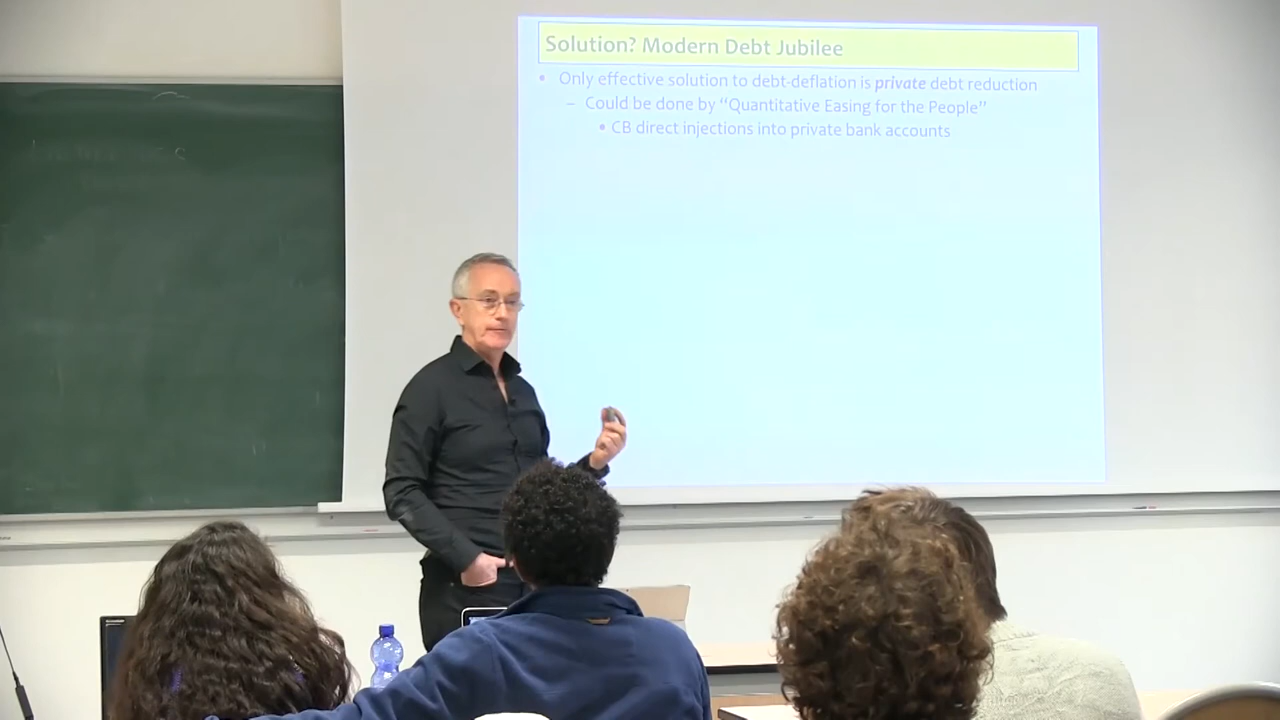 Solution? Modern Debt Jubilee
• Only effective solution to debt-deflation is private debt reduction
– Could be done by “Quantitative Easing for the People”
• CB direct injections into private bank accounts